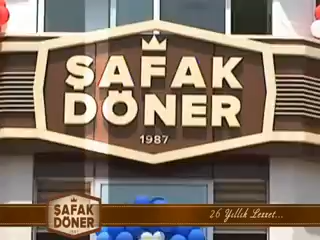 ŞAFAK
DÖNER
1987
ŞAFAK
DÖNER
26 Yıllık Lezzet...